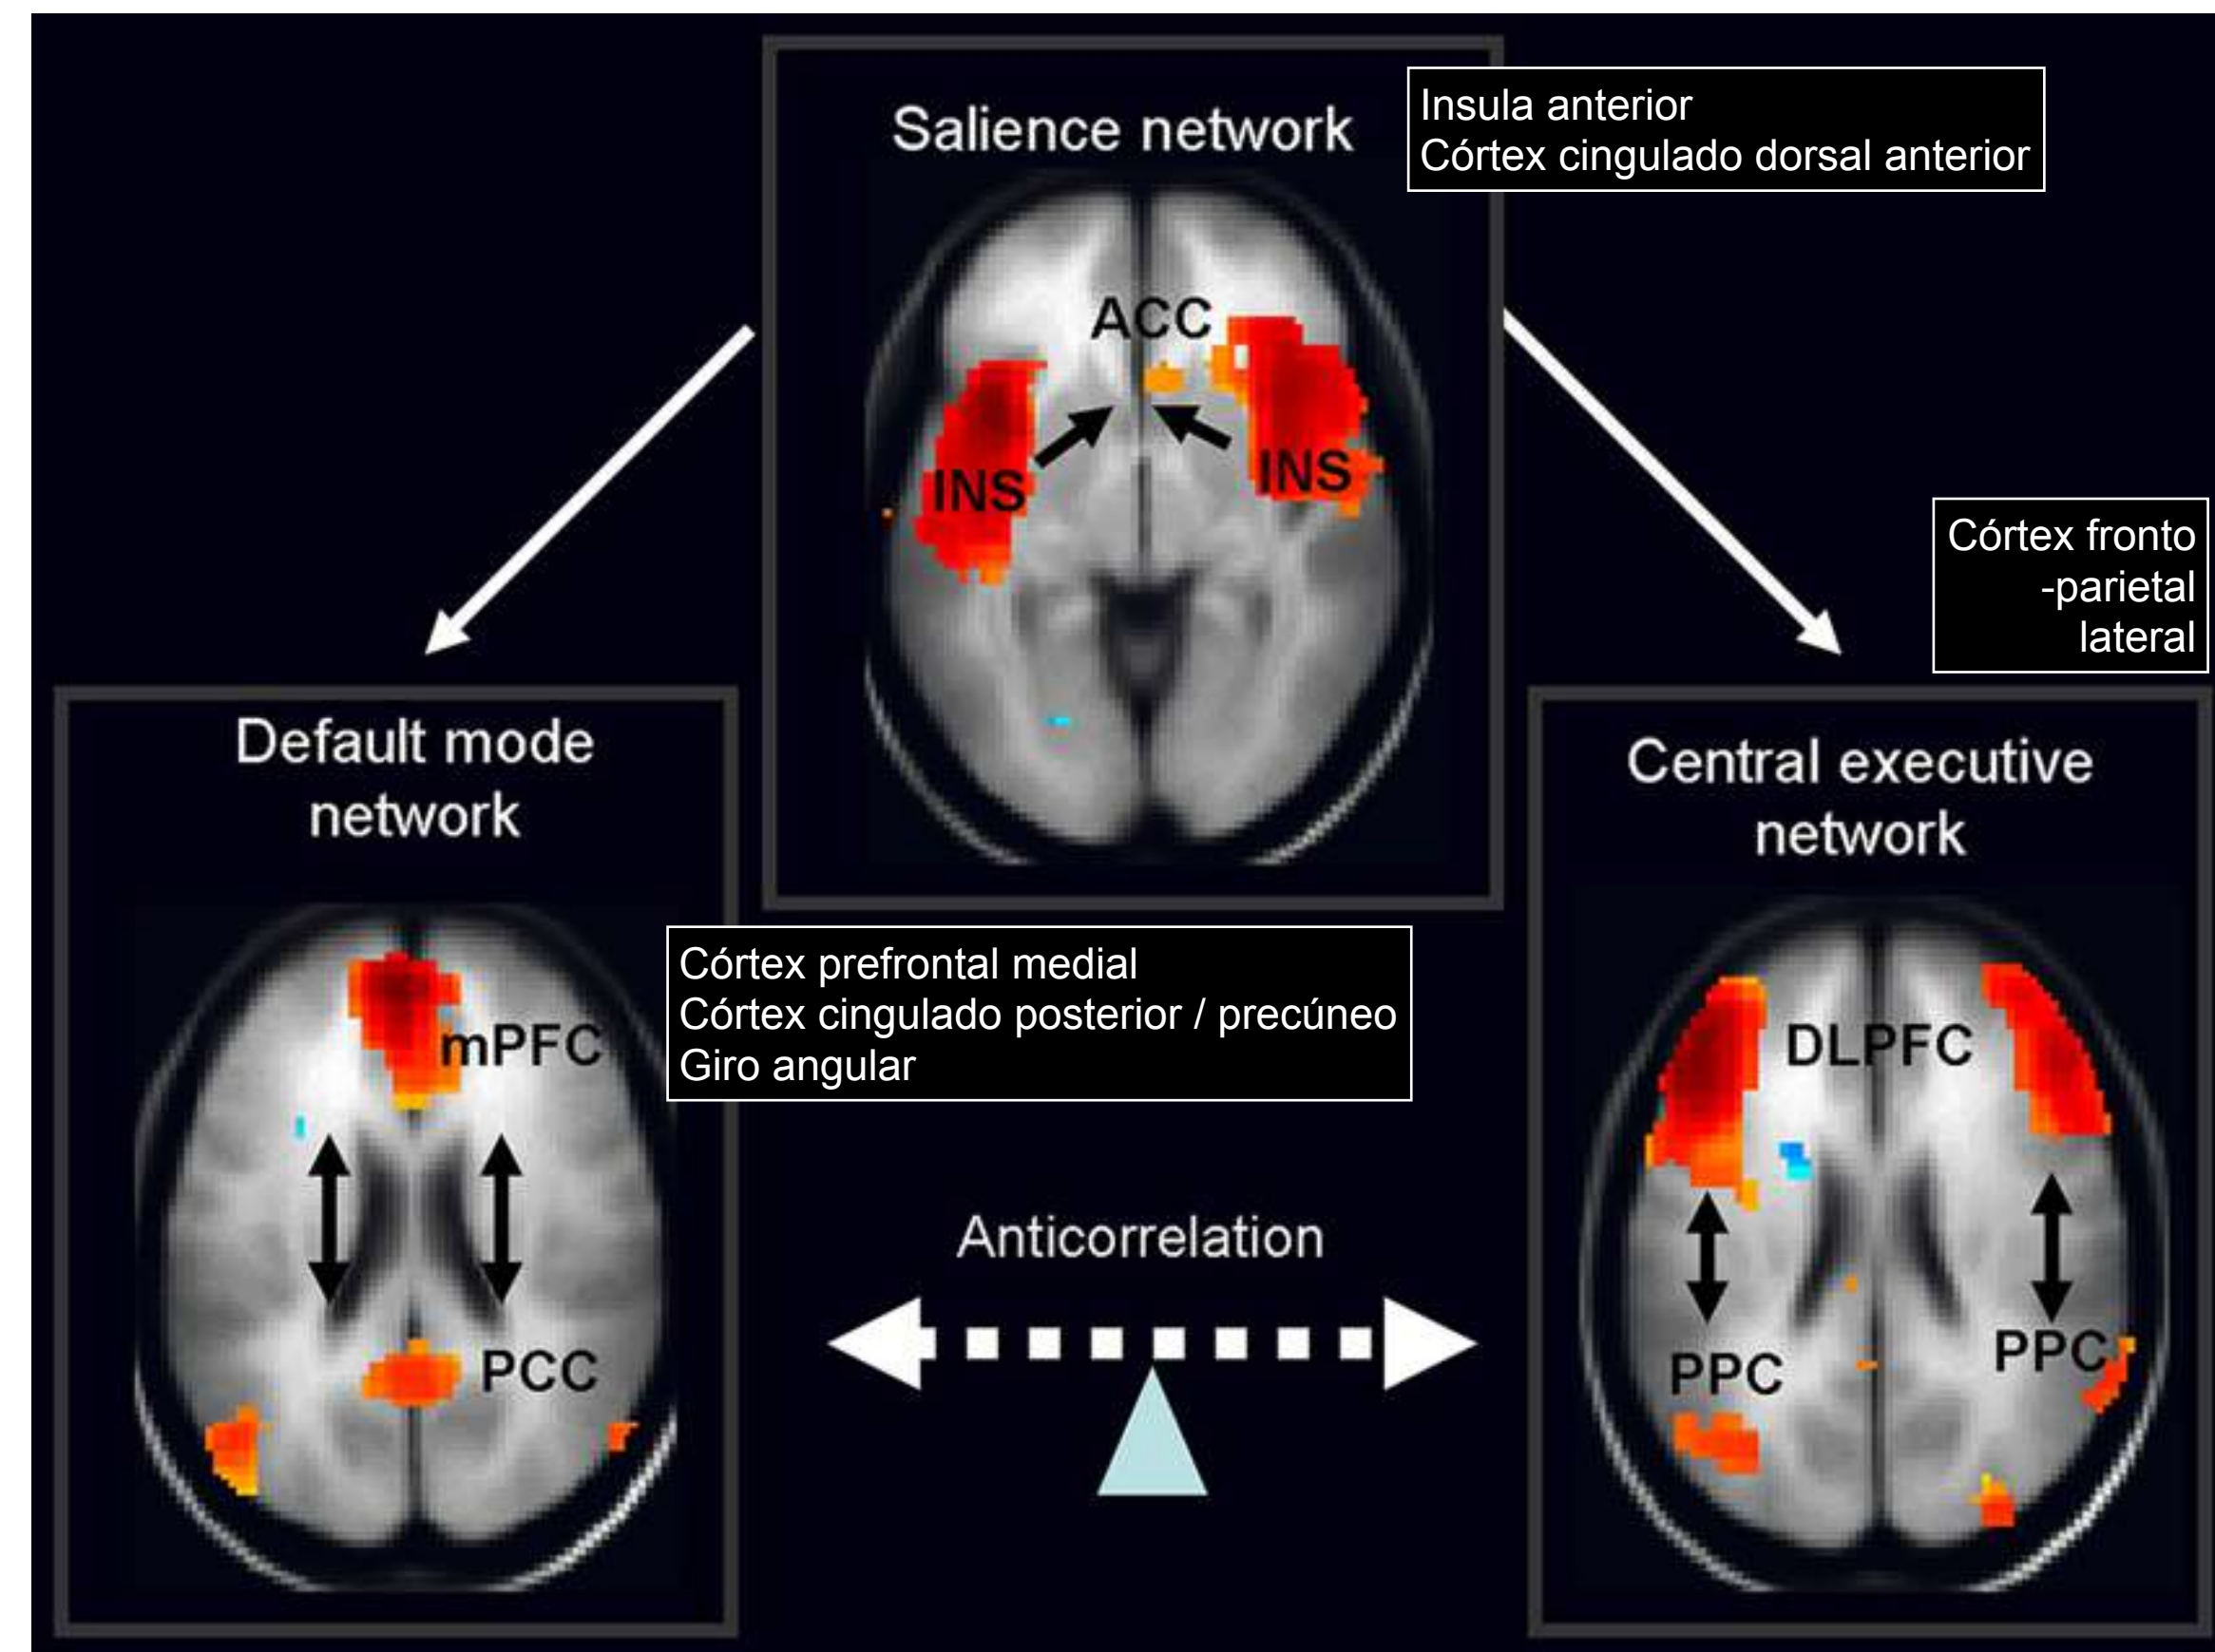 Salience network
Insula anterior
Córtex cingulado dorsal anterior
ACC
INS
INS
Córtex fronto
-parietal
lateral
Default mode
network
mPFC
PCC
Córtex prefrontal medial
Córtex cingulado posterior / precúneo
Giro angular
Anticorrelation
Central executive
network
DLPFC
PPC
PPC